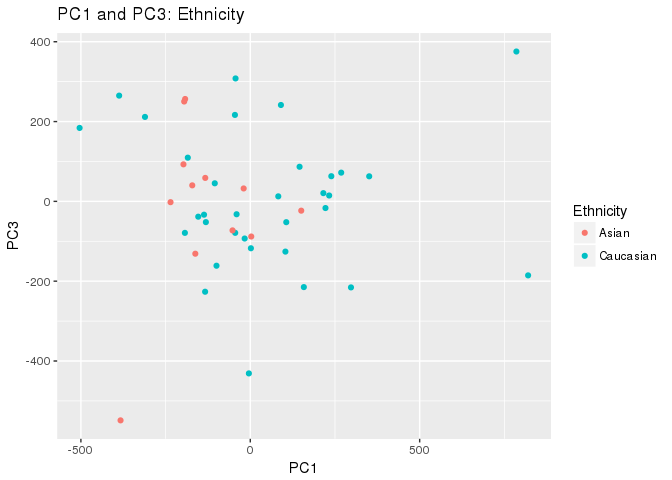 PC1 and PC3: Ethnicity
400
200
0
-200
-400
PC3
-500
0
500
PC1
Ethnicity
Asian
Caucasian